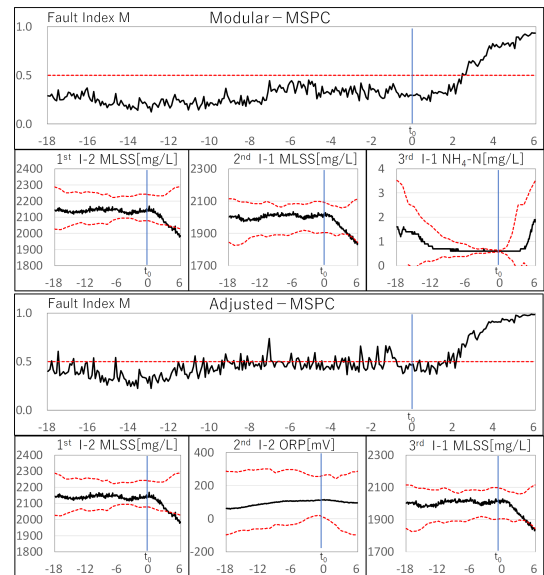 Fault Index M Modular－MSPC
1.0
0.5
0.0
-18 -16 -14 -12 -10 -8 -6 -4 -2 0 2 4 6
t0
1st I-2 MLSS[mg/L]
2400
2300
2200
2100
2000
1900
1800
-18 -12 -6 0 6
t0
2nd I-1 MLSS[mg/L]
2300
2100
1900
1700
-18 -12 -6 0 6
t0
3rd I-1 NH4-N[mg/L]
4
3
2
1
0
-18 -12 -6 0 6
t0
Fault Index M Adjusted－MSPC
1.0
0.5
0.0
-18 -16 -14 -12 -10 -8 -6 -4 -2 0 2 4 6
t0
1st I-2 MLSS[mg/L]
2400
2300
2200
2100
2000
1900
1800
-18 -12 -6 0 6
t0
2nd I-2 ORP[mV]
400
200
0
-200
-18 -12 -6 0 6
t0
3rd I-1 MLSS[mg/L]
2300
2100
1900
1700
-18 -12 -6 0 6
t0